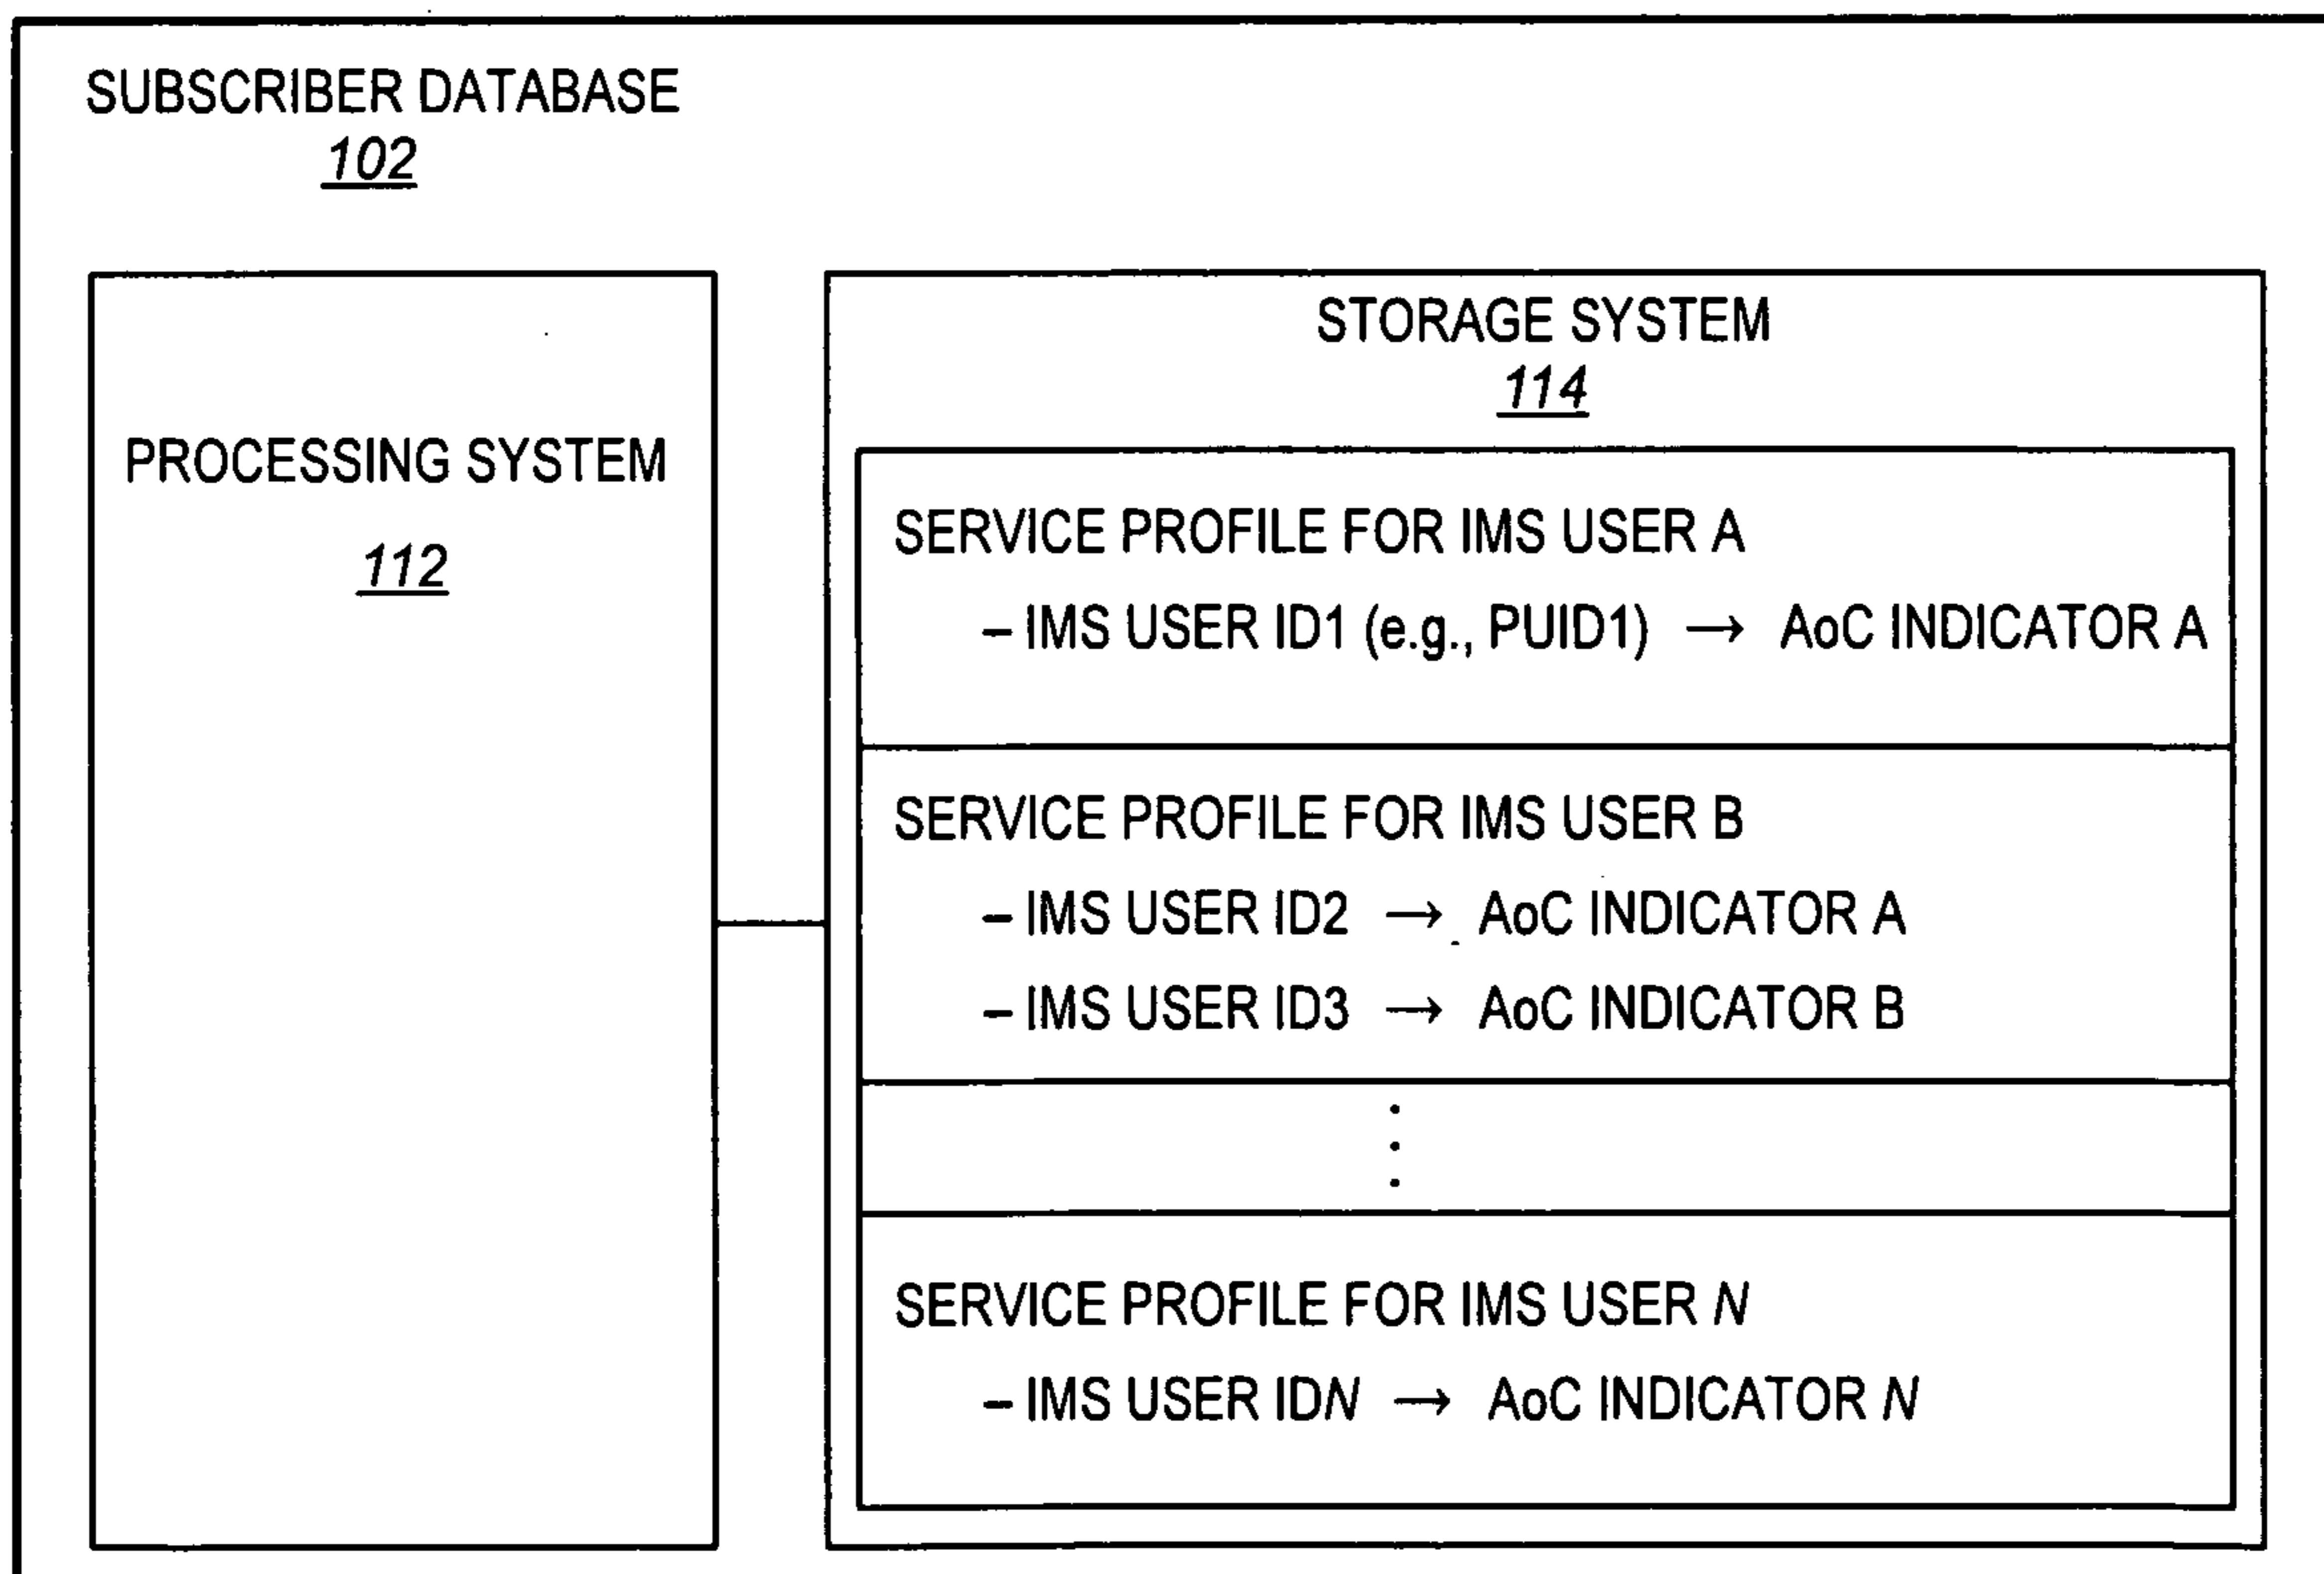 SUBSCRIBER DATABASE
102
PROCESSING SYSTEM
112
STORAGE SYSTEM
114
SERVICE PROFILE FOR IMS USER A
– IMS USER ID1 (e.g., PUID1) → AoC INDICATOR A
SERVICE PROFILE FOR IMS USER B
– IMS USER ID2 → AoC INDICATOR A
– IMS USER ID3 → AoC INDICATOR B
SERVICE PROFILE FOR IMS USER N
– IMS USER IDN → AoC INDICATOR N